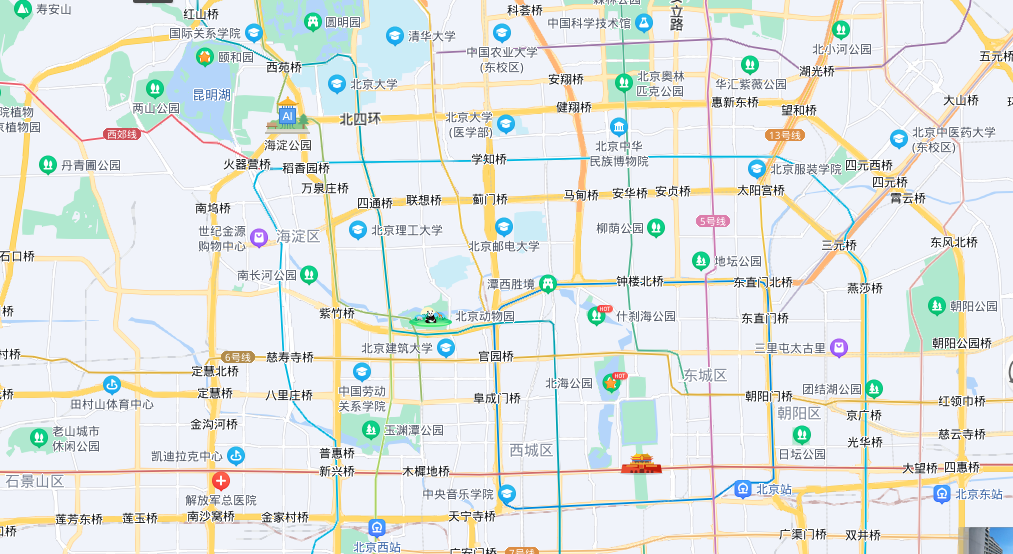 寿安山
红山桥
国际关系学院
圆明园
清华大学
科荟桥
中国农业大学
(东校区)
中国科学技术馆
立路
北小河公园
五元桥
颐和园
西苑桥
昆明湖
北京大学
安翔桥
北京奥林
匹克公园
华汇紫薇公园
湖光桥
两山公园
院植物
京植物园
西郊线
AI
海淀公园
北四环
北京大学
(医学部)
健翔桥
惠新东桥
望和桥
大山桥
北京中华
民族博物院
13号线
北京中医药大学
(东校区)
丹青圃公园
火器营桥
稻香园桥
学知桥
北京服装学院
四元西桥
万泉庄桥
四通桥
联想桥
蓟门桥
马甸桥
安华桥
安贞桥
太阳宫桥
四元桥
霄云桥
南坞桥
世纪金源
购物中心
海淀区
北京理工大学
北京邮电大学
柳荫公园
5号线
三元桥
东风北桥
石口桥
南长河公园
潭西胜境
钟楼北桥
地坛公园
东直门北桥
燕莎桥
紫竹桥
北京动物园
HOT
什刹海公园
东直门桥
朝阳公园
村桥
6号线
慈寿寺桥
北京建筑大学
官园桥
三里屯太古里
朝阳公园桥
定慧北桥
田村山体育中心
定慧桥
八里庄桥
中国劳动
关系学院
阜成门桥
北海公园
HOT
东城区
朝阳门桥
团结湖公园
红领巾桥
朝阳区
京广桥
金沟河桥
老山城市
休闲公园
玉渊潭公园
西城区
日坛公园
光华桥
慈云寺桥
凯迪拉克中心
普惠桥
新兴桥
木樨地桥
大望桥
四惠桥
石景山区
解放军总医院
中央音乐学院
北京站
北京东站
莲芳东桥
莲玉桥
南沙窝桥
金家村桥
天宁寺桥
北京西站
广安门桥
7号线
广渠门桥
双井桥